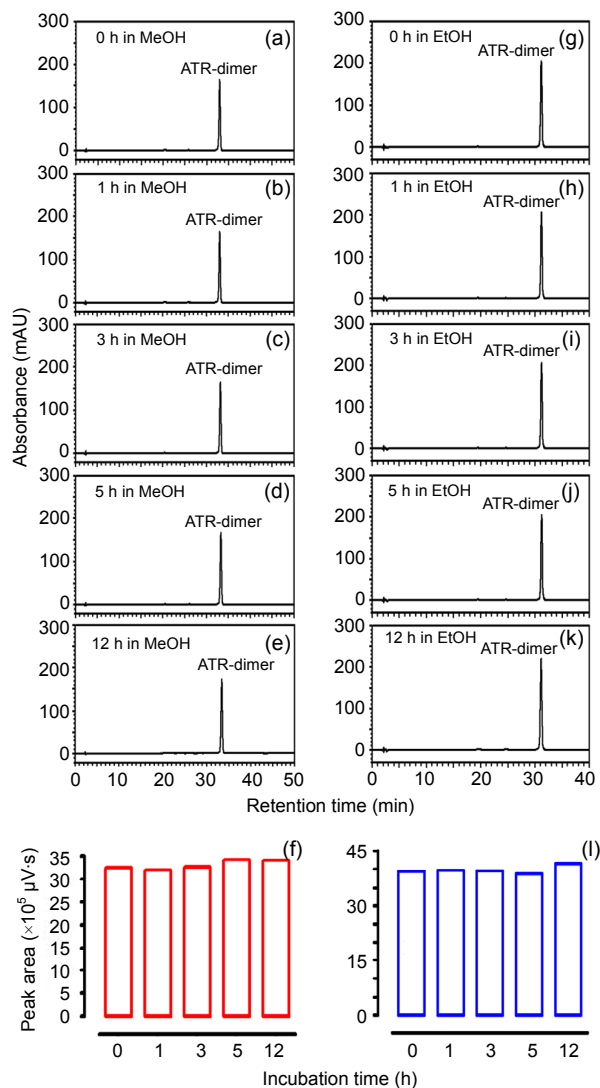 Absorbance (mAU)
300
200
100
0
0 h in MeOH
(a)
ATR-dimer
300
200
100
0
1 h in MeOH
(b)
ATR-dimer
300
200
100
0
3 h in MeOH
(c)
ATR-dimer
300
200
100
0
5 h in MeOH
(d)
ATR-dimer
300
200
100
0
12 h in MeOH
(e)
ATR-dimer
0 10 20 30 40 50
300
200
100
0
0 h in EtOH
(g)
ATR-dimer
300
200
100
0
1 h in EtOH
(h)
ATR-dimer
300
200
100
0
3 h in EtOH
(i)
ATR-dimer
300
200
100
0
5 h in EtOH
(j)
ATR-dimer
300
200
100
0
12 h in EtOH
(k)
ATR-dimer
0 10 20 30 40
Retention time (min)
Peak area (×10⁵ μV·s)
35
30
25
20
15
10
5
0
(f)
0 1 3 5 12
45
30
15
0
(l)
0 1 3 5 12
Incubation time (h)